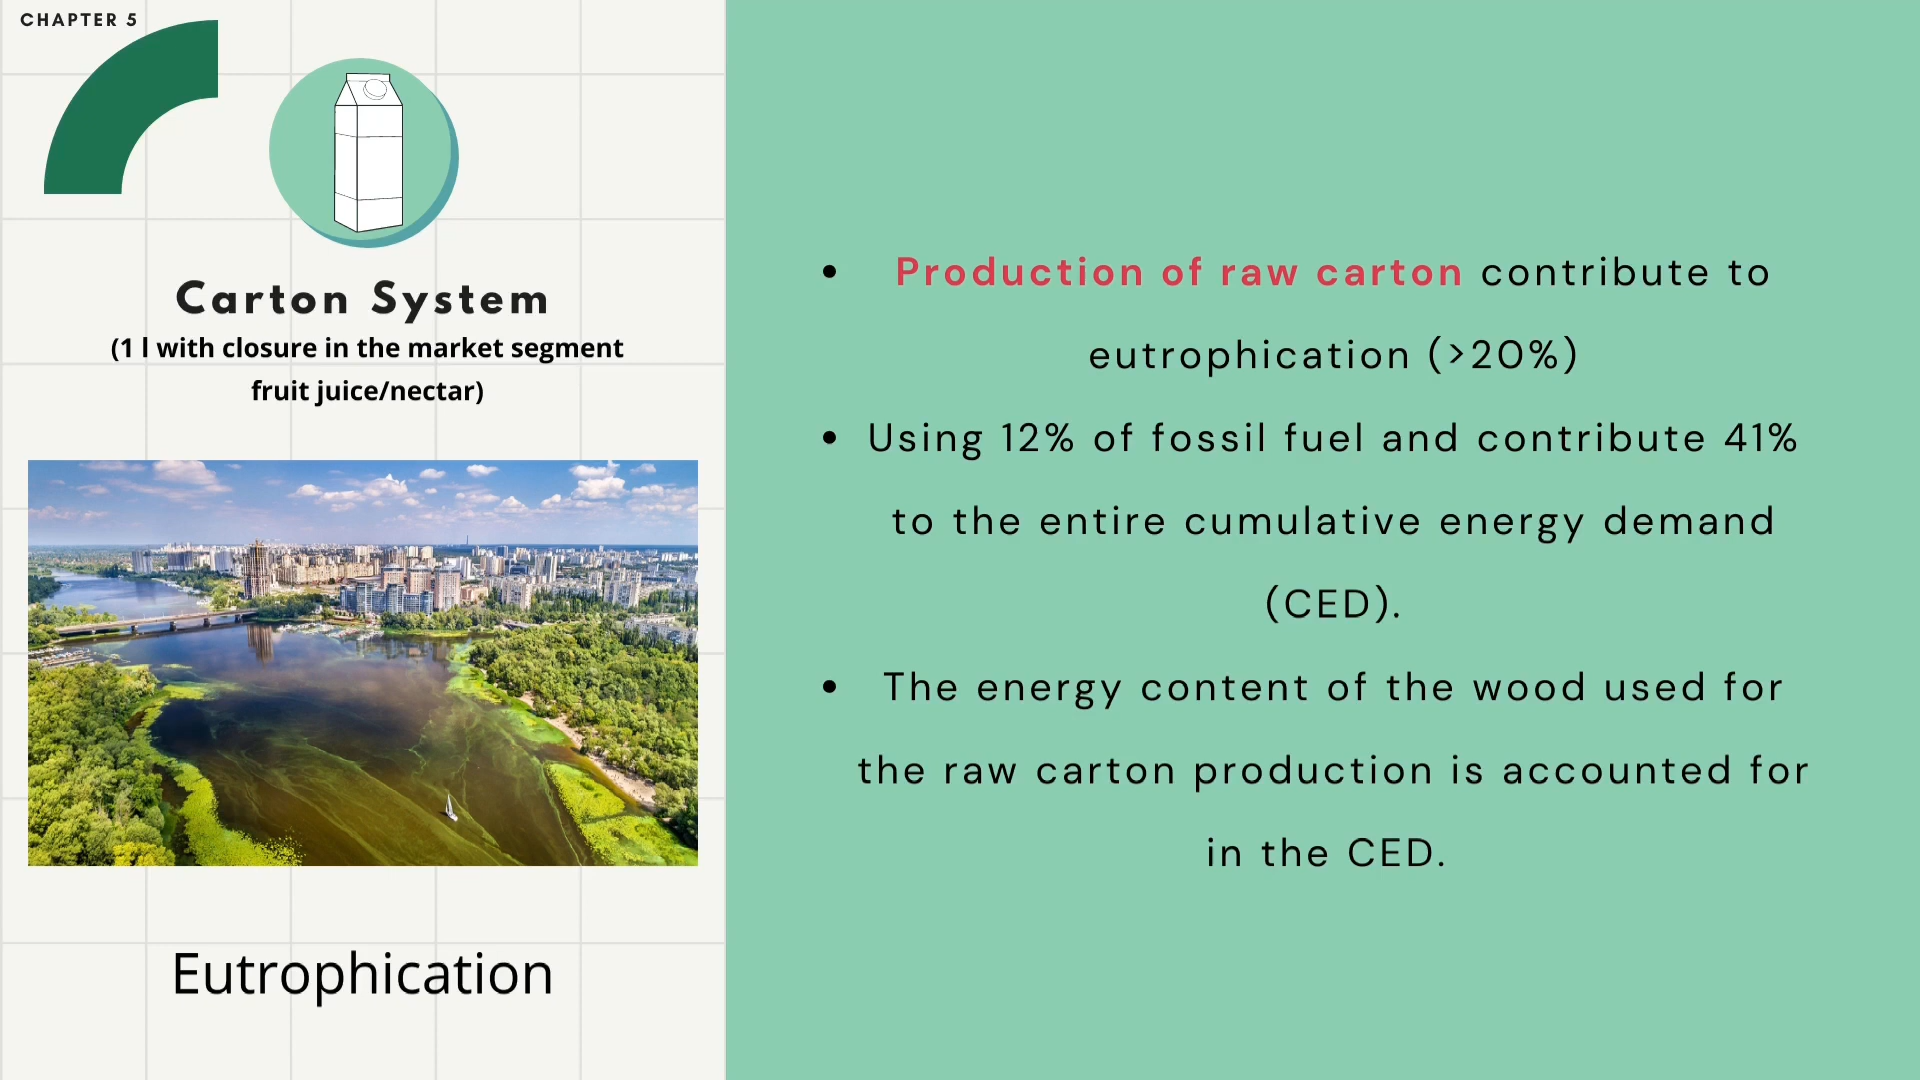 CHAPTER 5
Carton System
(1 l with closure in the market segment
fruit juice/nectar)
Eutrophication
• Production of raw carton contribute to
eutrophication (>20%)
• Using 12% of fossil fuel and contribute 41%
to the entire cumulative energy demand
(CED).
• The energy content of the wood used for
the raw carton production is accounted for
in the CED.